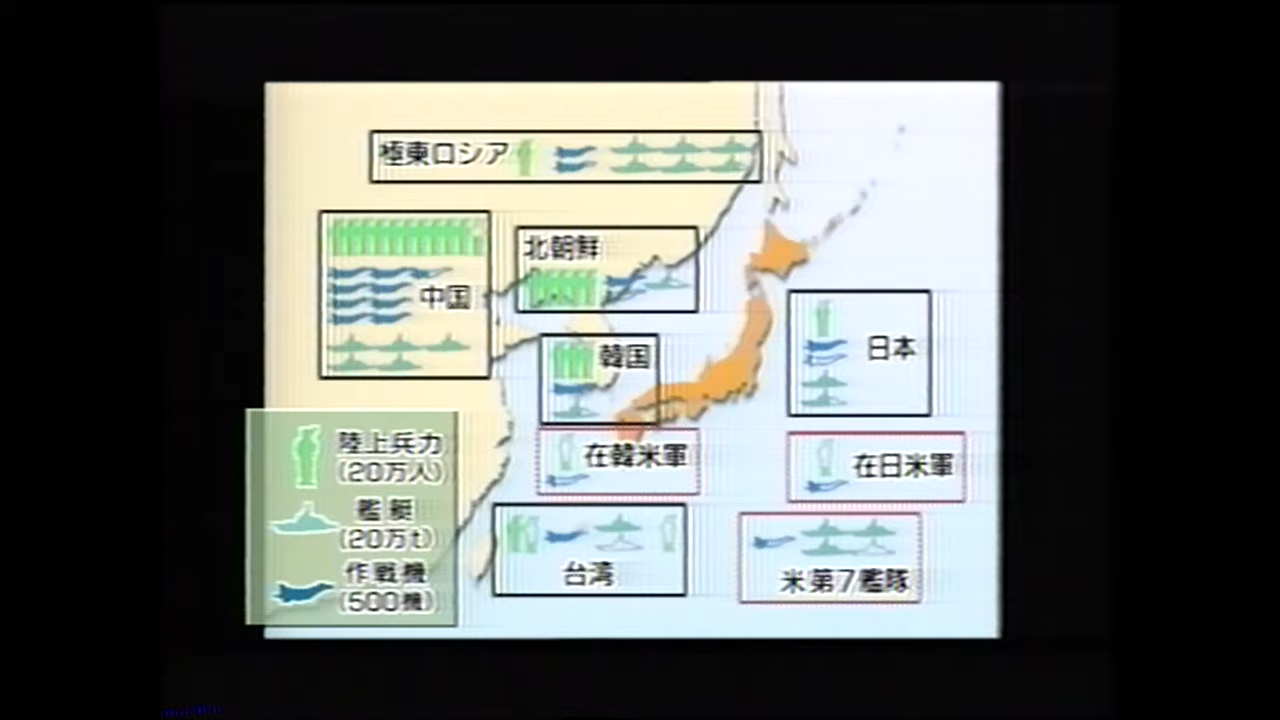 極東ロシア
中国
北朝鮮
韓国
日本
在韓米軍
在日米軍
台湾
米第7艦隊
陸上兵力
(20万人)
艦艇
(20万t)
作戦機
(500機)